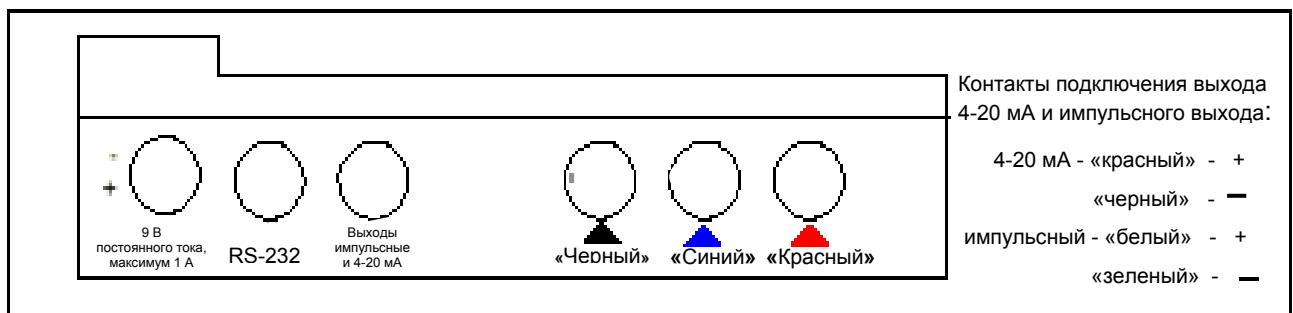 Контакты подключения выхода
4-20 мА и импульсного выхода:
4-20 мА - «красный» - +
«черный» - −
импульсный - «белый» - +
«зеленый» - −
9 В
постоянного тока,
максимум 1 А
RS-232
Выходы
импульсные
и 4-20 мА
«Черный»
«Синий»
«Красный»